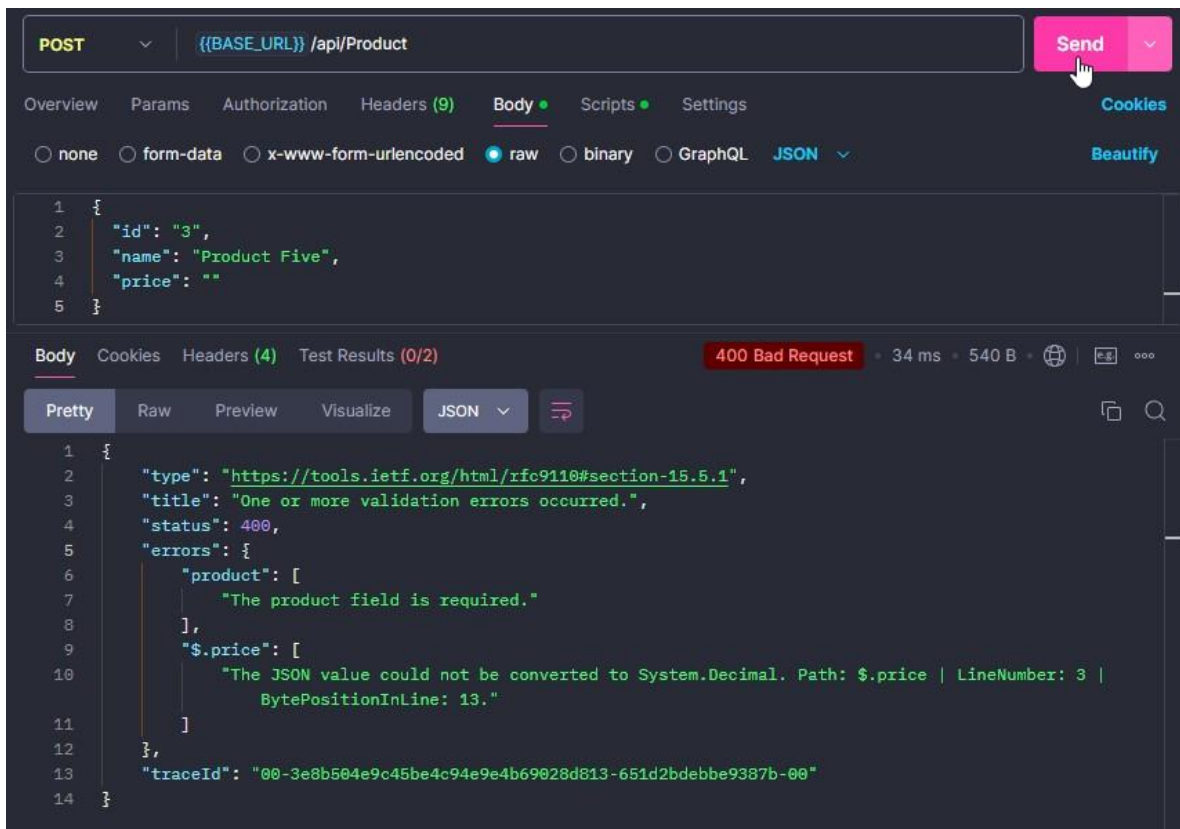 POST {{BASE_URL}} /api/Product Send
Overview Params Authorization Headers (9) Body Scripts Settings Cookies
none form-data x-www-form-urlencoded raw binary GraphQL JSON Beautify
1 {
2 "id": "3",
3 "name": "Product Five",
4 "price": ""
5 }
Body Cookies Headers (4) Test Results (0/2) 400 Bad Request 34 ms 540 B e.g.
Pretty Raw Preview Visualize JSON
1 {
2 "type": "https://tools.ietf.org/html/rfc9110#section-15.5.1",
3 "title": "One or more validation errors occurred.",
4 "status": 400,
5 "errors": {
6 "product": [
7 "The product field is required."
8 ],
9 "$.price": [
10 "The JSON value could not be converted to System.Decimal. Path: $.price | LineNumber: 3 |
BytePositionInLine: 13."
11 ]
12 },
13 "traceId": "00-3e8b504e9c45be4c94e9e4b69028d813-651d2bdebbe9387b-00"
14 }